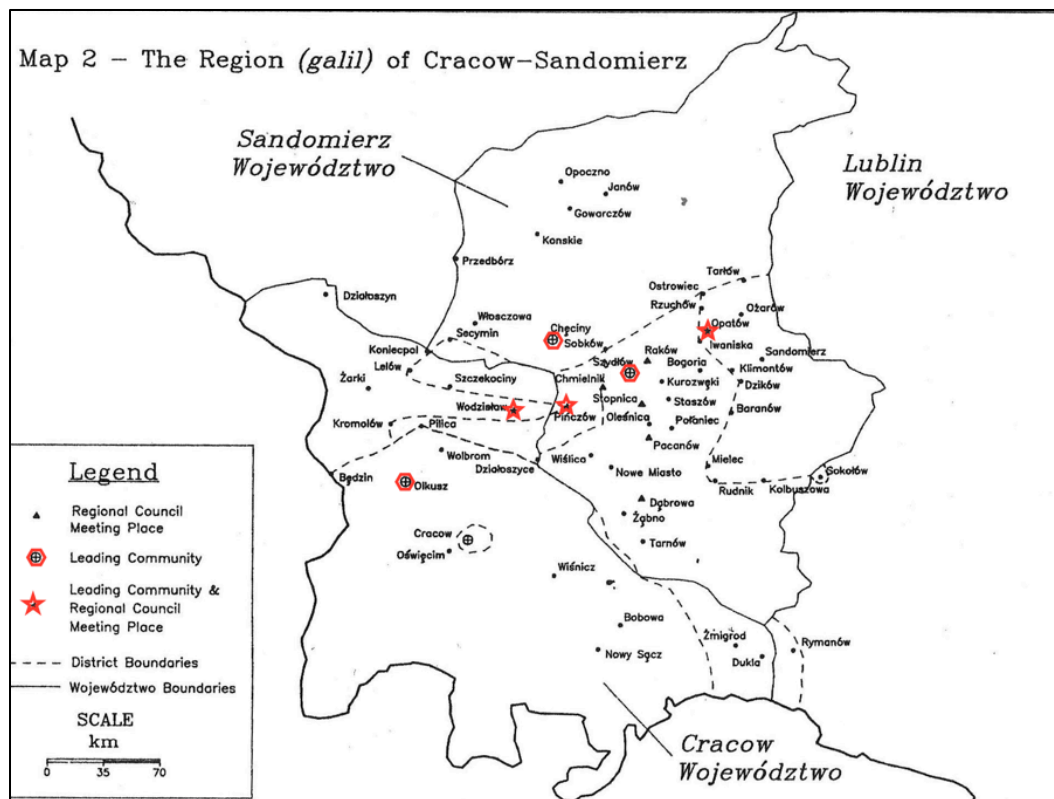 Map 2 – The Region (galil) of Cracow–Sandomierz
Sandomierz
Województwo
Lublin
Województwo
Opoczno
Janów
Gowarczów
Konskie
Przedbórz
Tarłów
Ostrowiec
Działoszyn
Rzuchów
Ożarów
Włoszczowa
Chęciny
Opatów
Secymin
Sobków
Iwaniska
Koniecpol
Raków
Sandomierz
Szydłów
Lelów
Bogoria
Klimontów
Żarki
Szczekociny
Chmielnik
Kurozwęki
Dzików
Stopnica
Staszów
Wodzisław
Pińczów
Oleśnica
Połaniec
Baranów
Kromołów
Pilica
Pacanów
Wolbrom
Działoszyce
Wiślica
Mielec
Sokołów
Będzin
Nowe Miasto
Rudnik
Kolbuszowa
Olkusz
Dąbrowa
Żabno
Cracow
Tarnów
Oświęcim
Wiśnicz
Bobowa
Żmigród
Rymanów
Nowy Sącz
Dukla
Cracow
Województwo
Legend
Regional Council
Meeting Place
Leading Community
Leading Community &
Regional Council
Meeting Place
District Boundaries
Województwo Boundaries
SCALE
km
0 35 70